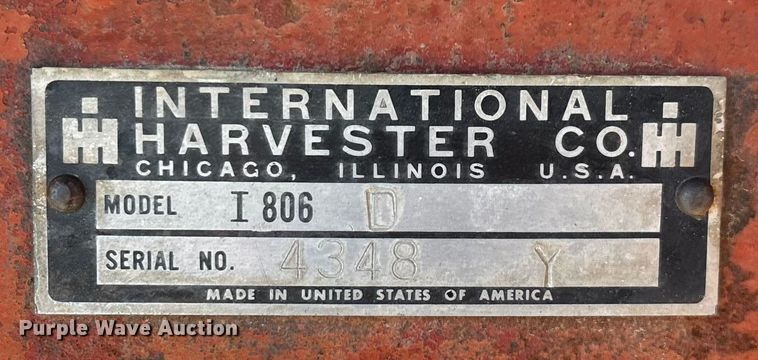 INTERNATIONAL
HARVESTER CO.
CHICAGO, ILLINOIS U.S.A.
MODEL I 806 D
SERIAL NO. 4348 Y
MADE IN UNITED STATES OF AMERICA
Purple Wave Auction